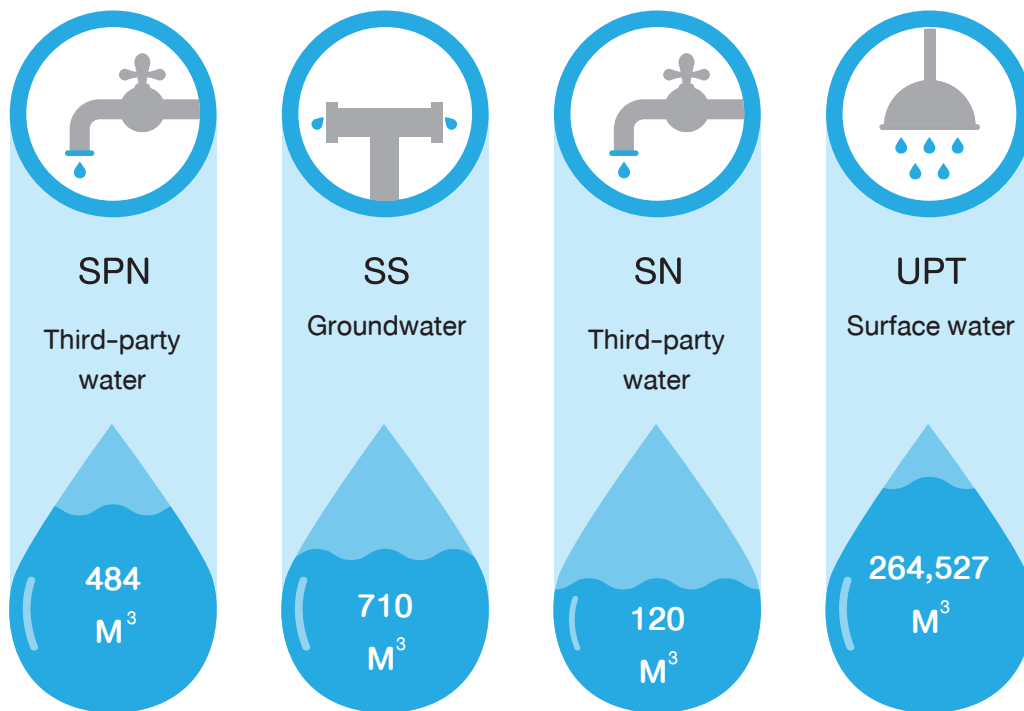 SPN
Third-party
water
484
M³
SS
Groundwater
710
M³
SN
Third-party
water
120
M³
UPT
Surface water
264,527
M³